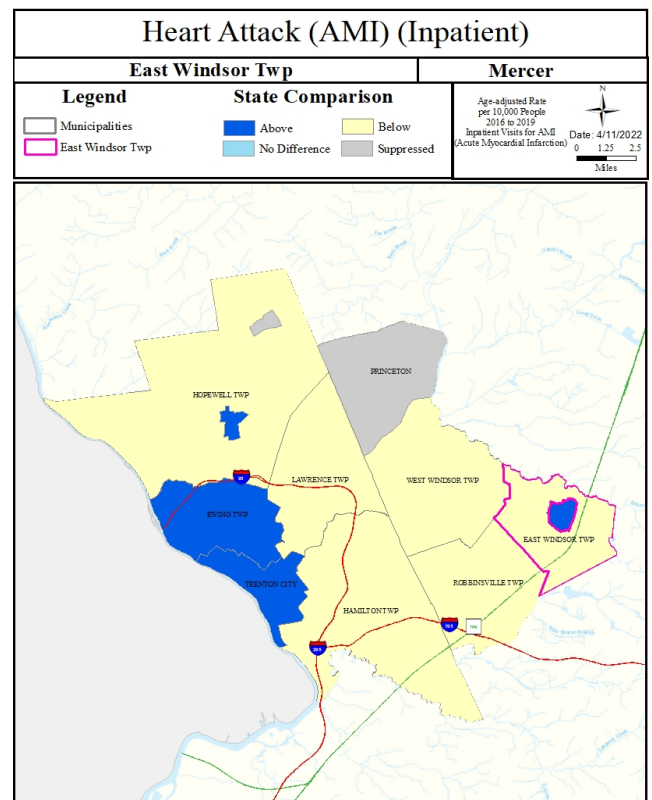 Heart Attack (AMI) (Inpatient)
East Windsor Twp
Mercer
Legend
Municipalities
East Windsor Twp
State Comparison
Above
Below
No Difference
Suppressed
Age-adjusted Rate
per 10,000 People
2016 to 2019
Inpatient Visits for AMI
(Acute Myocardial Infarction)
N
Date: 4/11/2022
0 1.25 2.5
Miles
PRINCETON
HOPEWELL TWP
LAWRENCE TWP
WEST WINDSOR TWP
EWING TWP
EAST WINDSOR TWP
TRENTON CITY
ROBBINSVILLE TWP
HAMILTON TWP
195